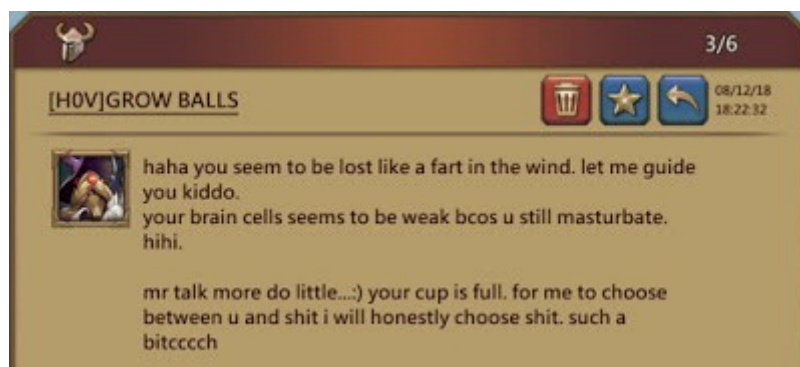 3/6
[H0V]GROW BALLS
08/12/18
18:22:32
haha you seem to be lost like a fart in the wind. let me guide
you kiddo.
your brain cells seems to be weak bcos u still masturbate.
hihi.
mr talk more do little...:) your cup is full. for me to choose
between u and shit i will honestly choose shit. such a
bitccccch